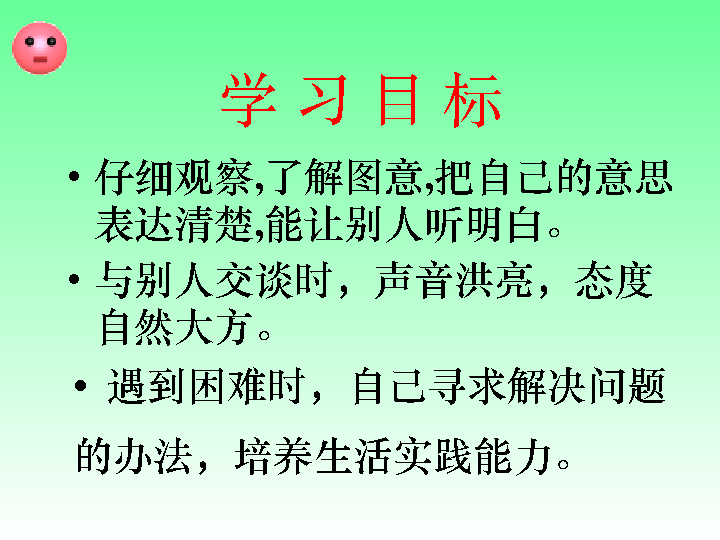 学 习 目 标
• 仔细观察,了解图意,把自己的意思
表达清楚,能让别人听明白。
• 与别人交谈时，声音洪亮，态度
自然大方。
• 遇到困难时，自己寻求解决问题
的办法，培养生活实践能力。